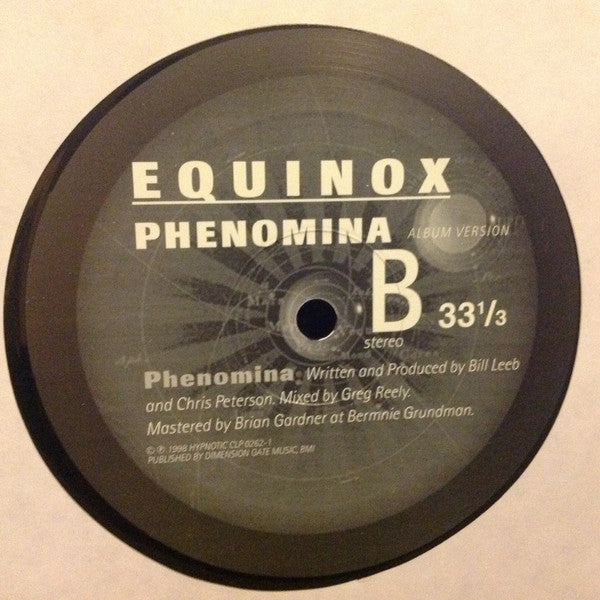 EQUINOX
PHENOMINA ALBUM VERSION
B 33⅓
stereo
Phenomina. Written and Produced by Bill Leeb
and Chris Peterson. Mixed by Greg Reely.
Mastered by Brian Gardner at Bermnie Grundman.
© ℗ 1998 HYPNOTIC CLP 0262-1
PUBLISHED BY DIMENSION GATE MUSIC, BMI